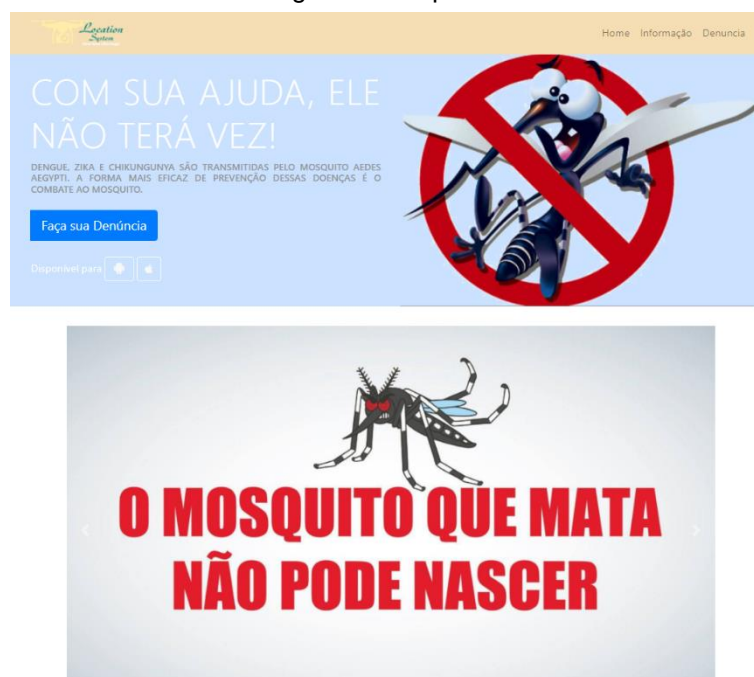 Location
System
Home Informação Denuncia
COM SUA AJUDA, ELE
NÃO TERÁ VEZ!
DENGUE, ZIKA E CHIKUNGUNYA SÃO TRANSMITIDAS PELO MOSQUITO AEDES
AEGYPTI. A FORMA MAIS EFICAZ DE PREVENÇÃO DESSAS DOENÇAS É O
COMBATE AO MOSQUITO.
Faça sua Denúncia
Disponível para
O MOSQUITO QUE MATA
NÃO PODE NASCER